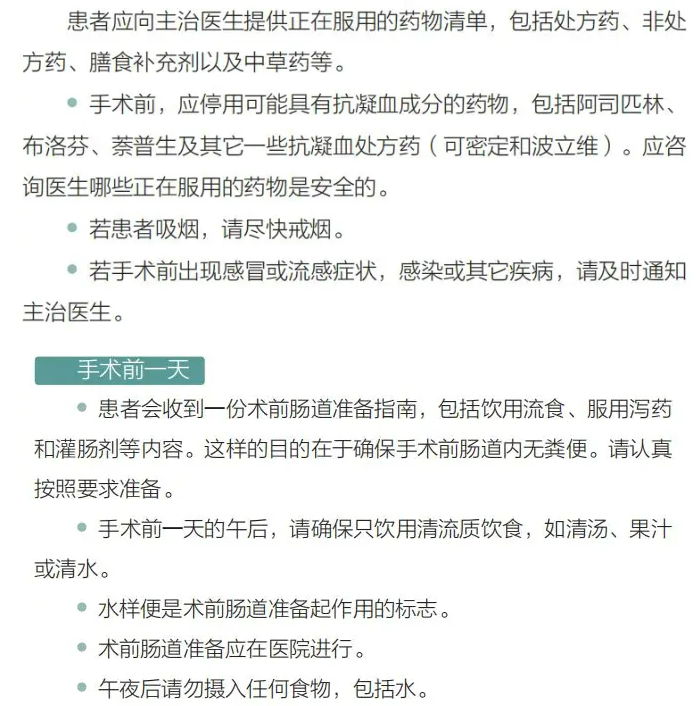 患者应向主治医生提供正在服用的药物清单，包括处方药、非处
方药、膳食补充剂以及中草药等。
● 手术前，应停用可能具有抗凝血成分的药物，包括阿司匹林、
布洛芬、萘普生及其它一些抗凝血处方药（可密定和波立维）。应咨
询医生哪些正在服用的药物是安全的。
● 若患者吸烟，请尽快戒烟。
● 若手术前出现感冒或流感症状，感染或其它疾病，请及时通知
主治医生。
手术前一天
● 患者会收到一份术前肠道准备指南，包括饮用流食、服用泻药
和灌肠剂等内容。这样的目的在于确保手术前肠道内无粪便。请认真
按照要求准备。
● 手术前一天的午后，请确保只饮用清流质饮食，如清汤、果汁
或清水。
● 水样便是术前肠道准备起作用的标志。
● 术前肠道准备应在医院进行。
● 午夜后请勿摄入任何食物，包括水。